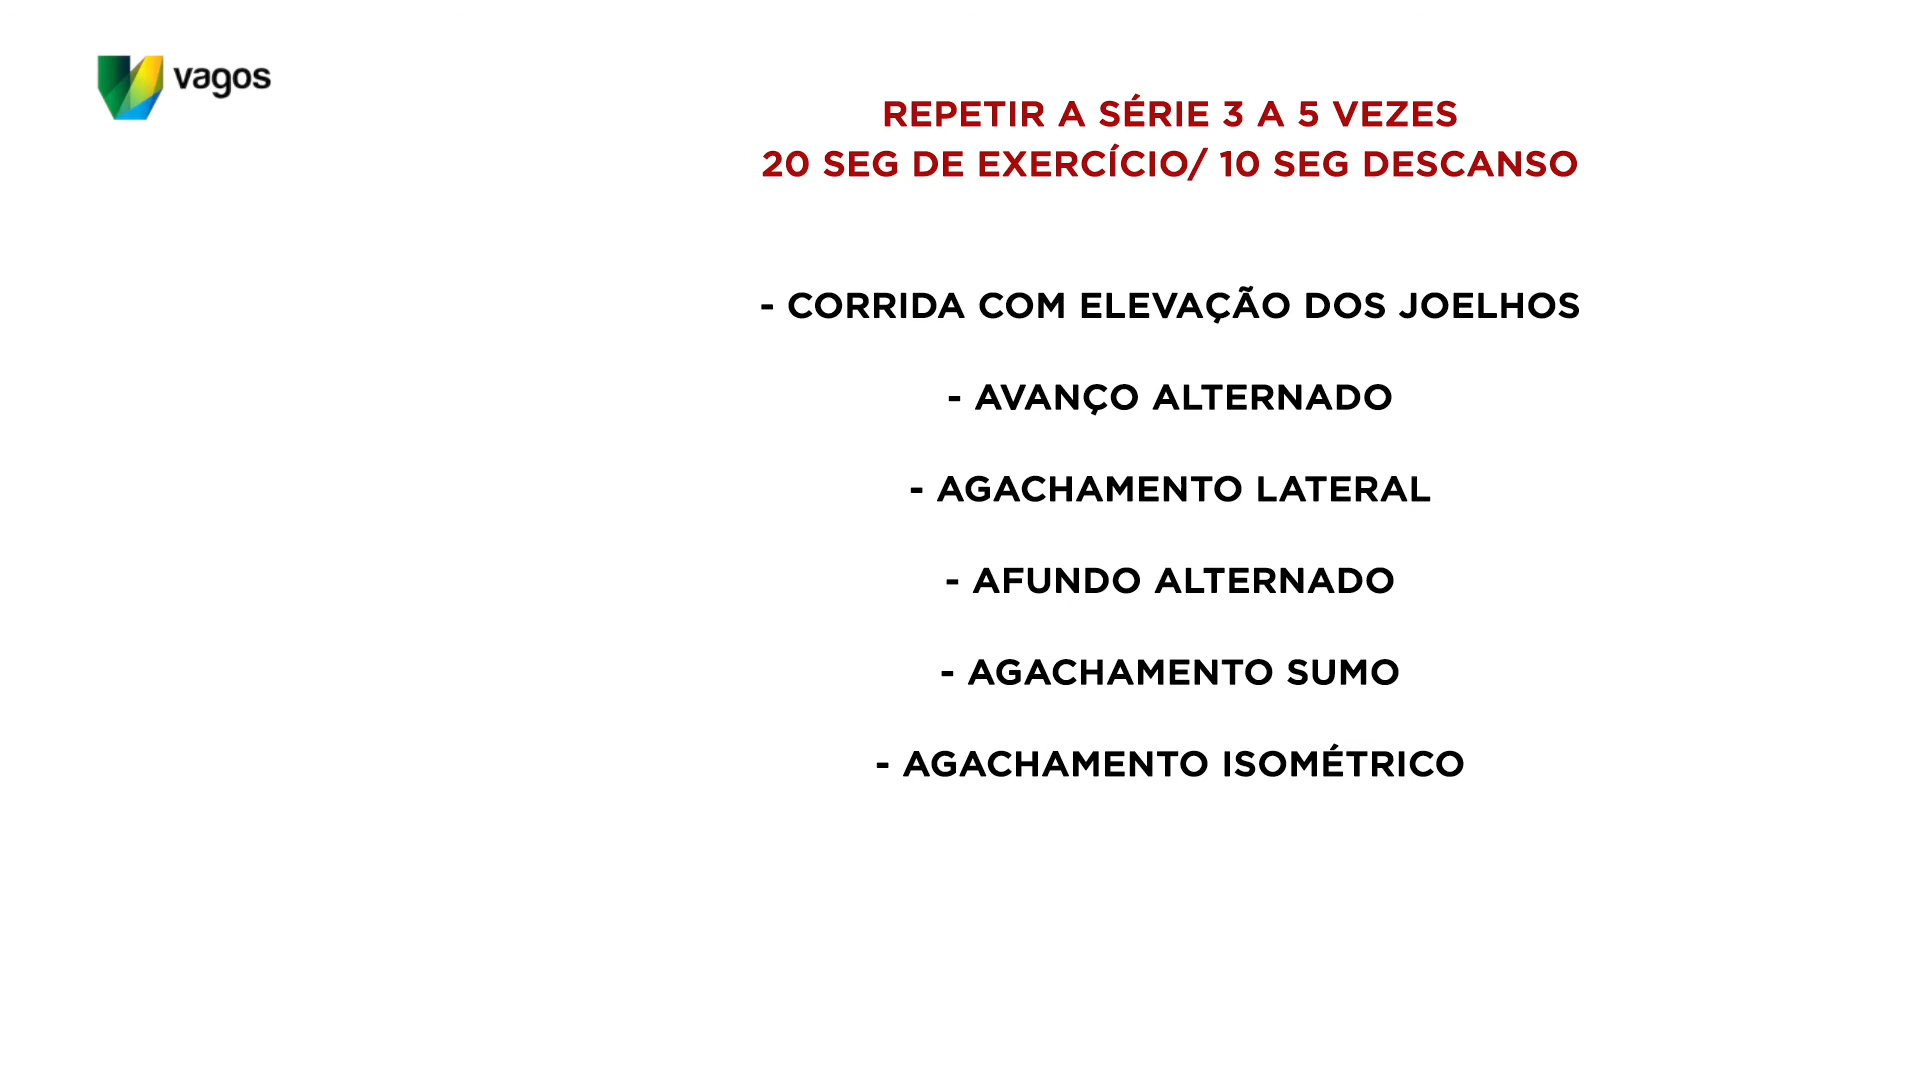 vagos
REPETIR A SÉRIE 3 A 5 VEZES
20 SEG DE EXERCÍCIO/ 10 SEG DESCANSO
- CORRIDA COM ELEVAÇÃO DOS JOELHOS
- AVANÇO ALTERNADO
- AGACHAMENTO LATERAL
- AFUNDO ALTERNADO
- AGACHAMENTO SUMO
- AGACHAMENTO ISOMÉTRICO